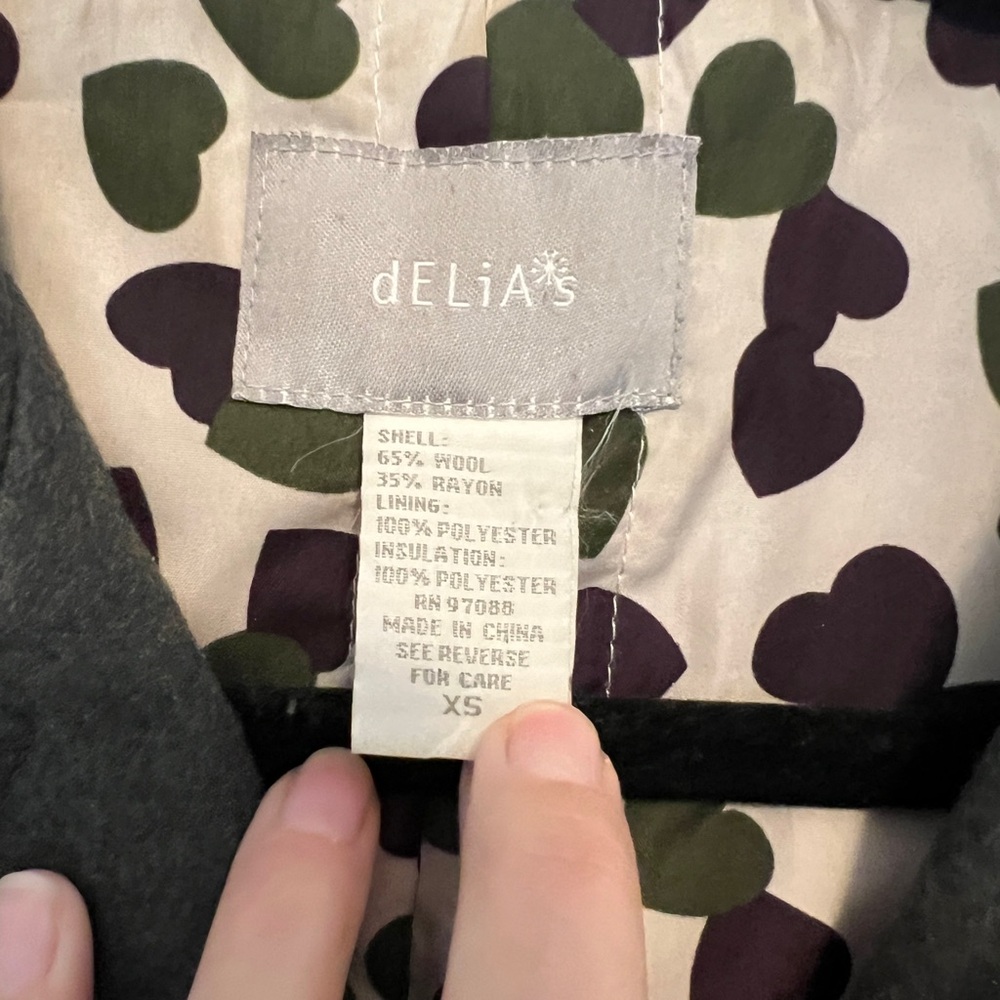 dELiA*s
SHELL:
65% WOOL
35% RAYON
LINING:
100% POLYESTER
INSULATION:
100% POLYESTER
RN 97088
MADE IN CHINA
SEE REVERSE
FOR CARE
XS